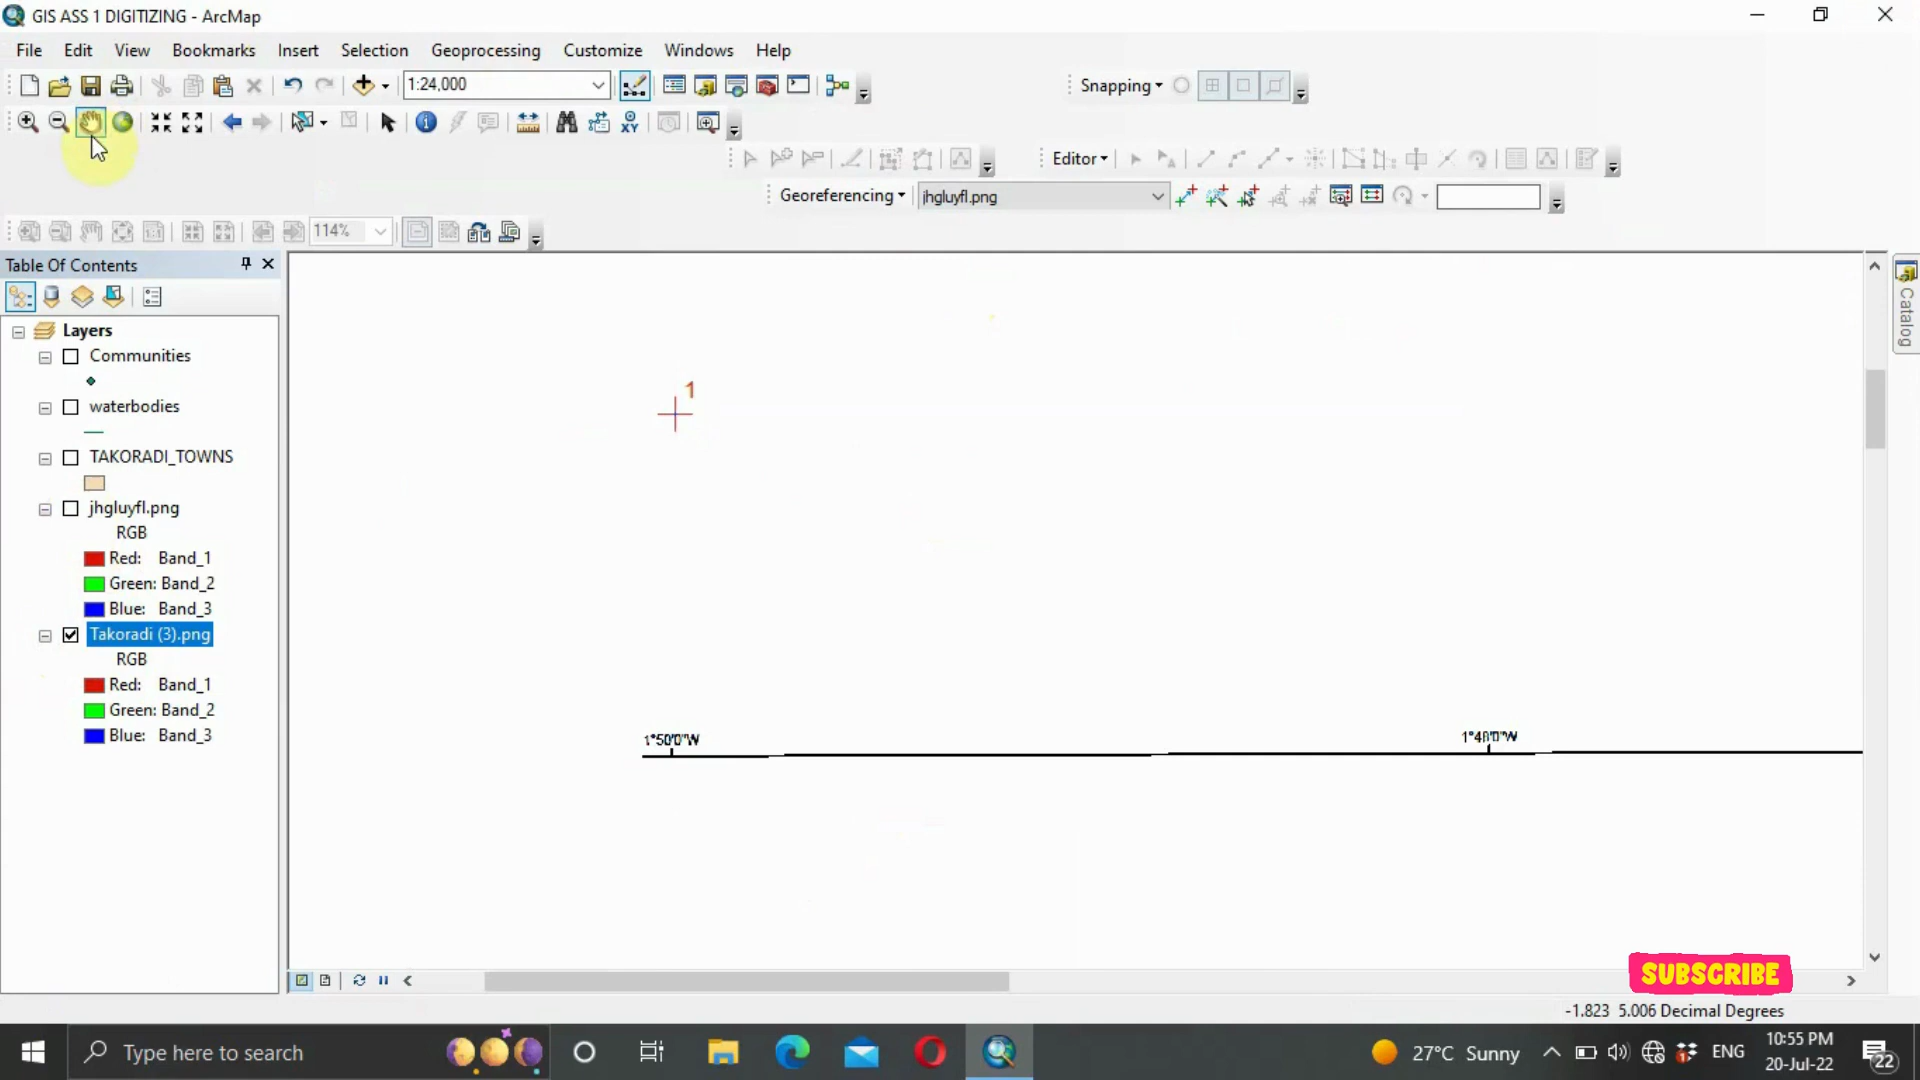 GIS ASS 1 DIGITIZING - ArcMap
File Edit View Bookmarks Insert Selection Geoprocessing Customize Windows Help
1:24,000
Snapping
XY
Editor
Georeferencing jhgluyfl.png
1:1
114%
Table Of Contents
Layers
Communities
waterbodies
TAKORADI_TOWNS
jhgluyfl.png
RGB
Red: Band_1
Green: Band_2
Blue: Band_3
Takoradi (3).png
RGB
Red: Band_1
Green: Band_2
Blue: Band_3
1
1°50'0"W
1°48'0"W
Catalog
SUBSCRIBE
-1.823 5.006 Decimal Degrees
Type here to search
27°C Sunny
ENG
10:55 PM
20-Jul-22
22